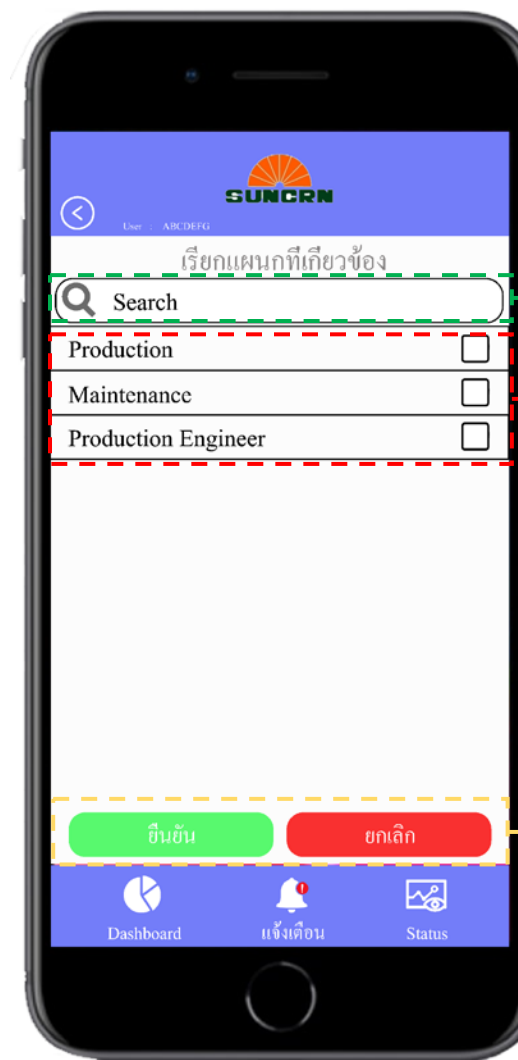 SUNCRN
User : ABCDEFG
เรียกแผนกที่เกี่ยวข้อง
Search
Production
Maintenance
Production Engineer
ยืนยัน ยกเลิก
Dashboard แจ้งเตือน Status